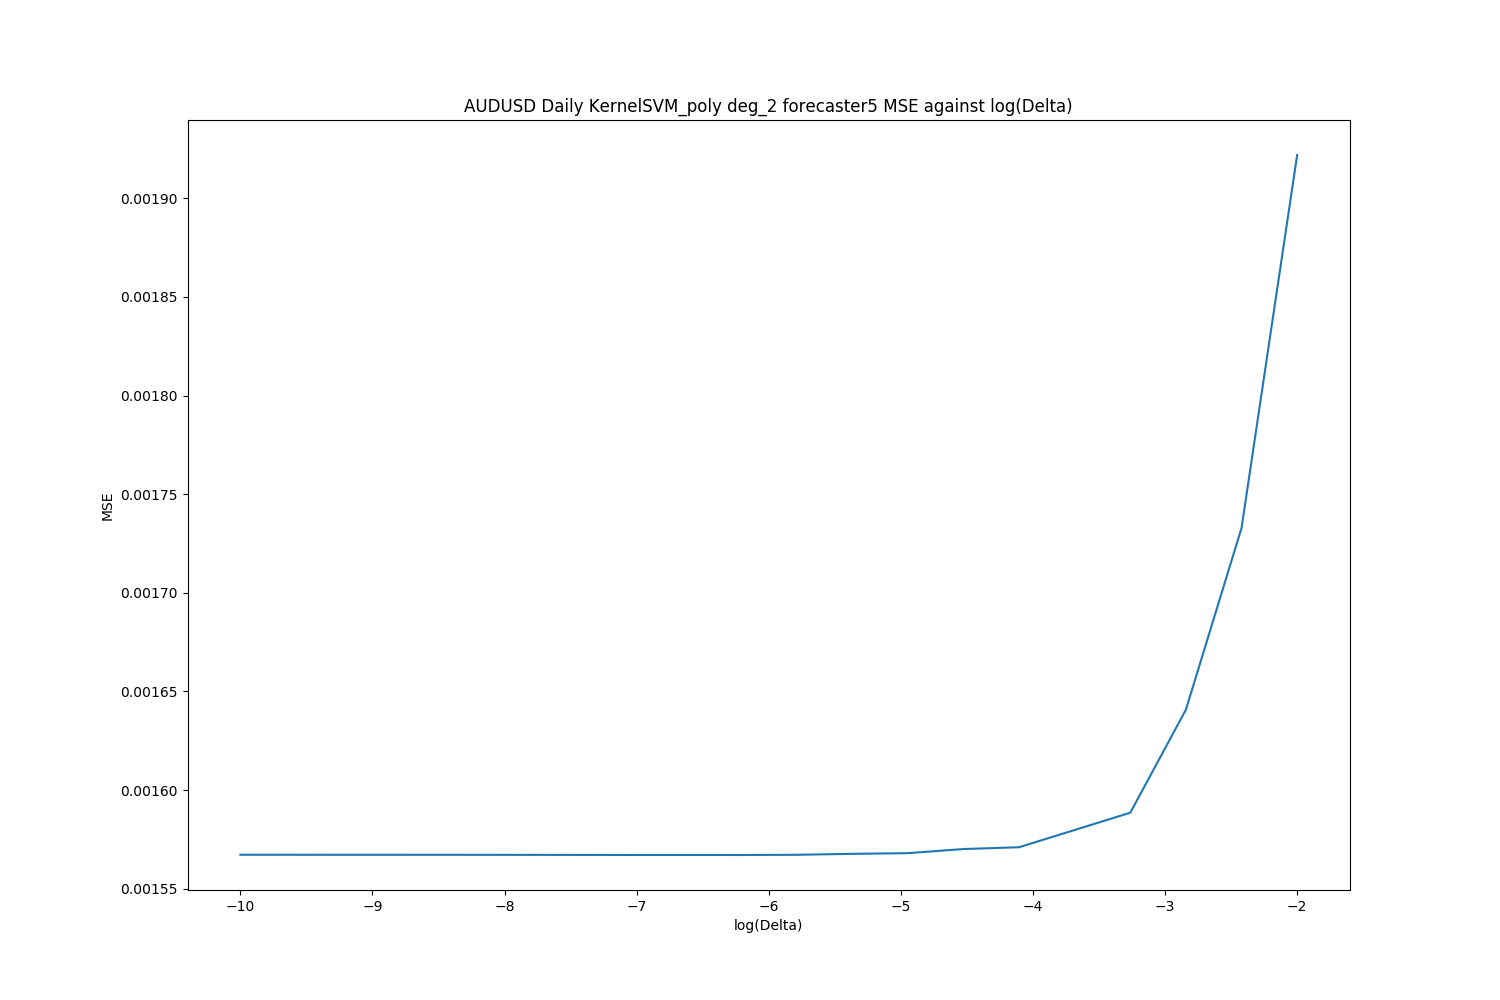 AUDUSD Daily KernelSVM_poly deg_2 forecaster5 MSE against log(Delta)
0.00190
0.00185
0.00180
0.00175
MSE
0.00170
0.00165
0.00160
0.00155
−10 −9 −8 −7 −6 −5 −4 −3 −2
log(Delta)